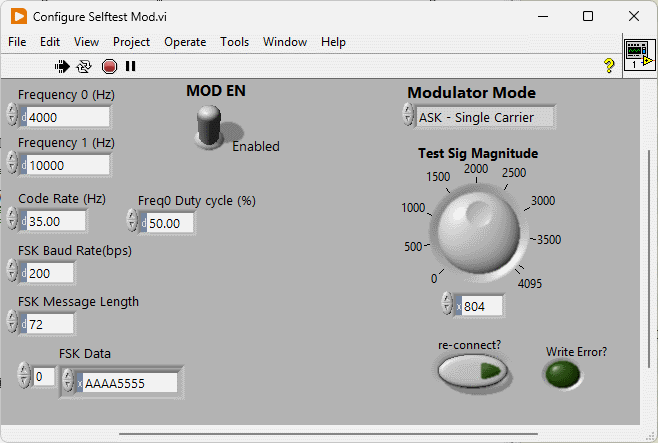 Configure Selftest Mod.vi
File Edit View Project Operate Tools Window Help
1
Frequency 0 (Hz)
d 4000
Frequency 1 (Hz)
d 10000
Code Rate (Hz)
d 35.00
Freq0 Duty cycle (%)
d 50.00
FSK Baud Rate(bps)
d 200
FSK Message Length
d 72
FSK Data
0
x AAAA5555
MOD EN
Enabled
Modulator Mode
ASK - Single Carrier
Test Sig Magnitude
0
500
1000
1500
2000
2500
3000
3500
4095
x 804
re-connect?
Write Error?